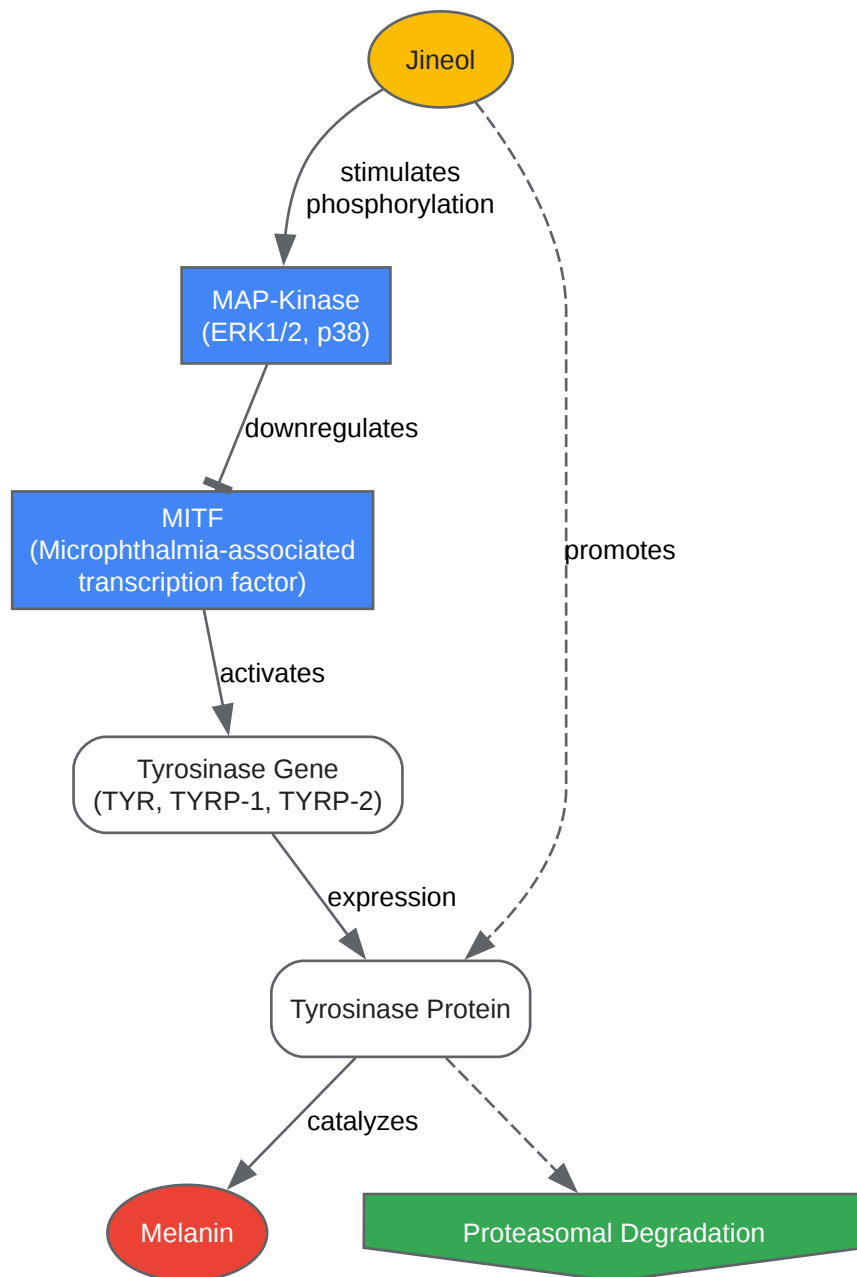 Jineol
stimulates
phosphorylation
MAP-Kinase
(ERK1/2, p38)
downregulates
MITF
(Microphthalmia-associated
transcription factor)
promotes
activates
Tyrosinase Gene
(TYR, TYRP-1, TYRP-2)
expression
Tyrosinase Protein
catalyzes
Melanin
Proteasomal Degradation